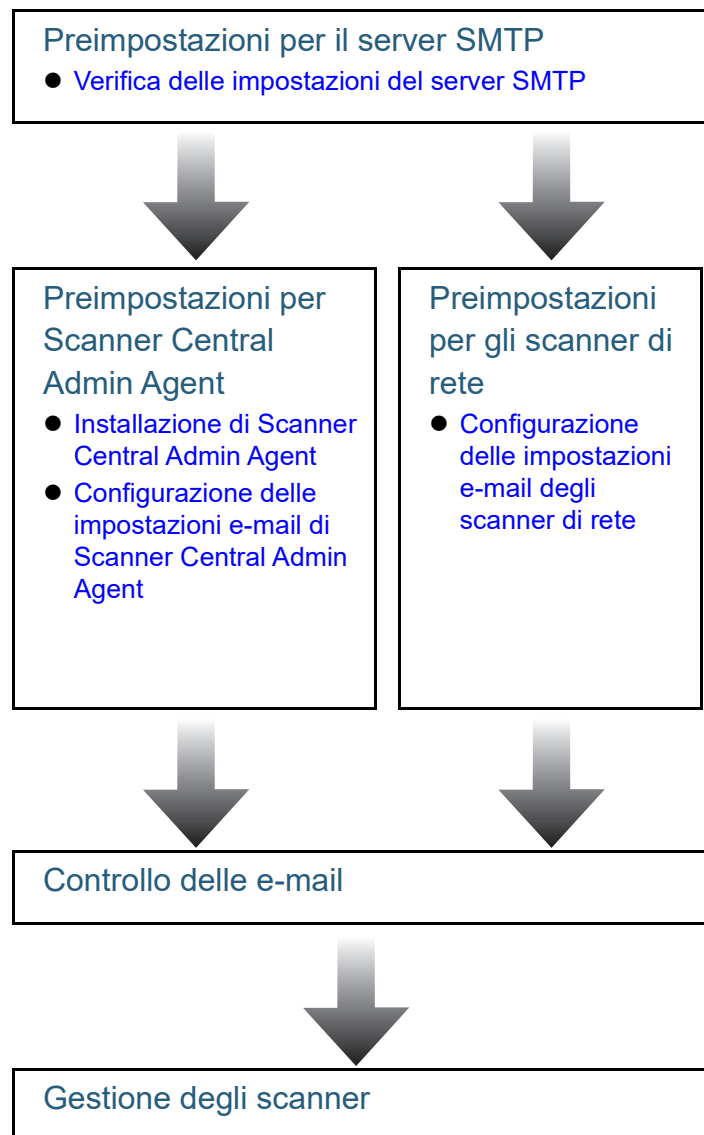 Preimpostazioni per il server SMTP
● Verifica delle impostazioni del server SMTP
Preimpostazioni per
Scanner Central
Admin Agent
● Installazione di Scanner
Central Admin Agent
● Configurazione delle
impostazioni e-mail di
Scanner Central Admin
Agent
Preimpostazioni
per gli scanner di
rete
● Configurazione
delle impostazioni
e-mail degli
scanner di rete
Controllo delle e-mail
Gestione degli scanner